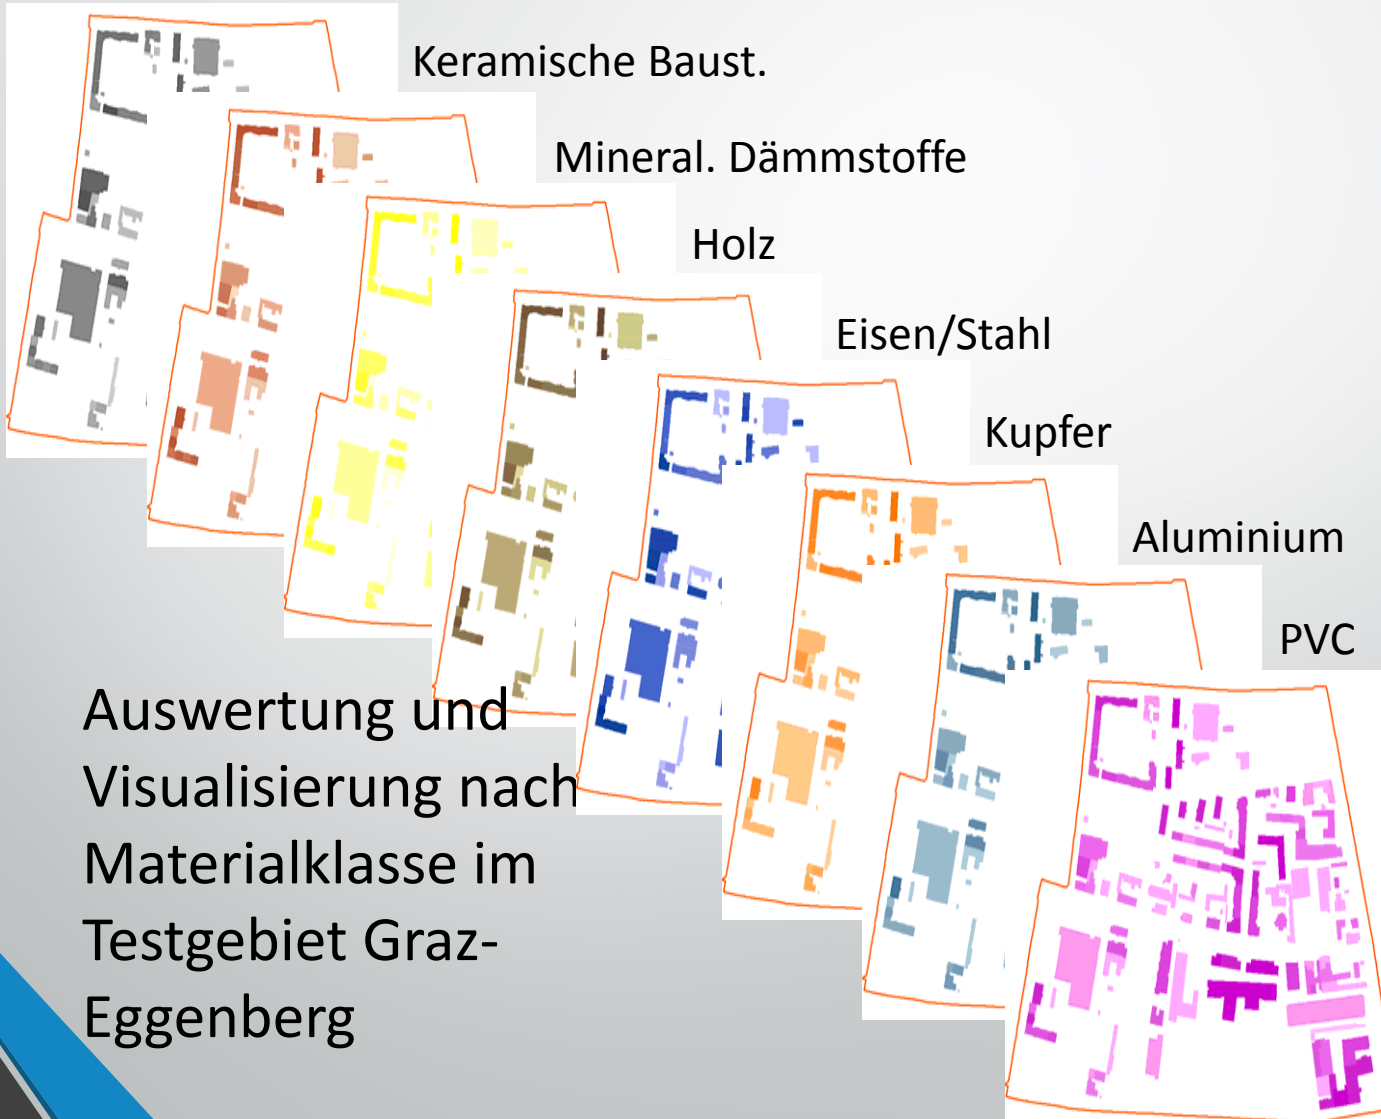 Keramische Baust.
Mineral. Dämmstoffe
Holz
Eisen/Stahl
Kupfer
Aluminium
PVC
Auswertung und
Visualisierung nach
Materialklasse im
Testgebiet Graz-
Eggenberg